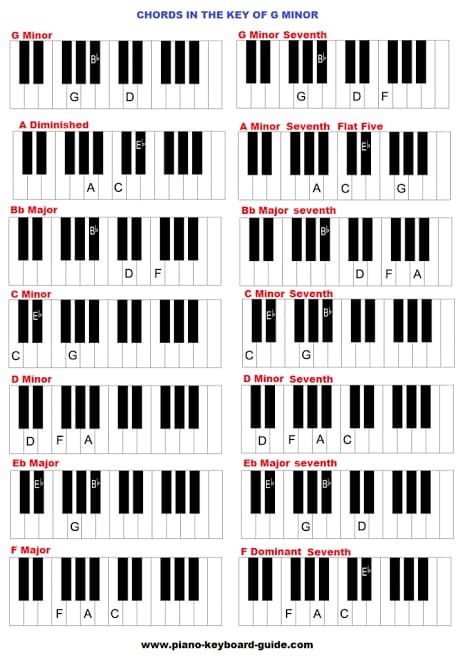 CHORDS IN THE KEY OF G MINOR
G Minor
B♭
G D
G Minor Seventh
B♭
G D F
A Diminished
E♭
A C
A Minor Seventh Flat Five
E♭
A C G
Bb Major
B♭
D F
Bb Major seventh
B♭
D F A
C Minor
E♭
C G
C Minor Seventh
E♭ B♭
C G
D Minor
D F A
D Minor Seventh
D F A C
Eb Major
E♭ B♭
G
Eb Major seventh
E♭ B♭
G D
F Major
F A C
F Dominant Seventh
E♭
F A C
www.piano-keyboard-guide.com